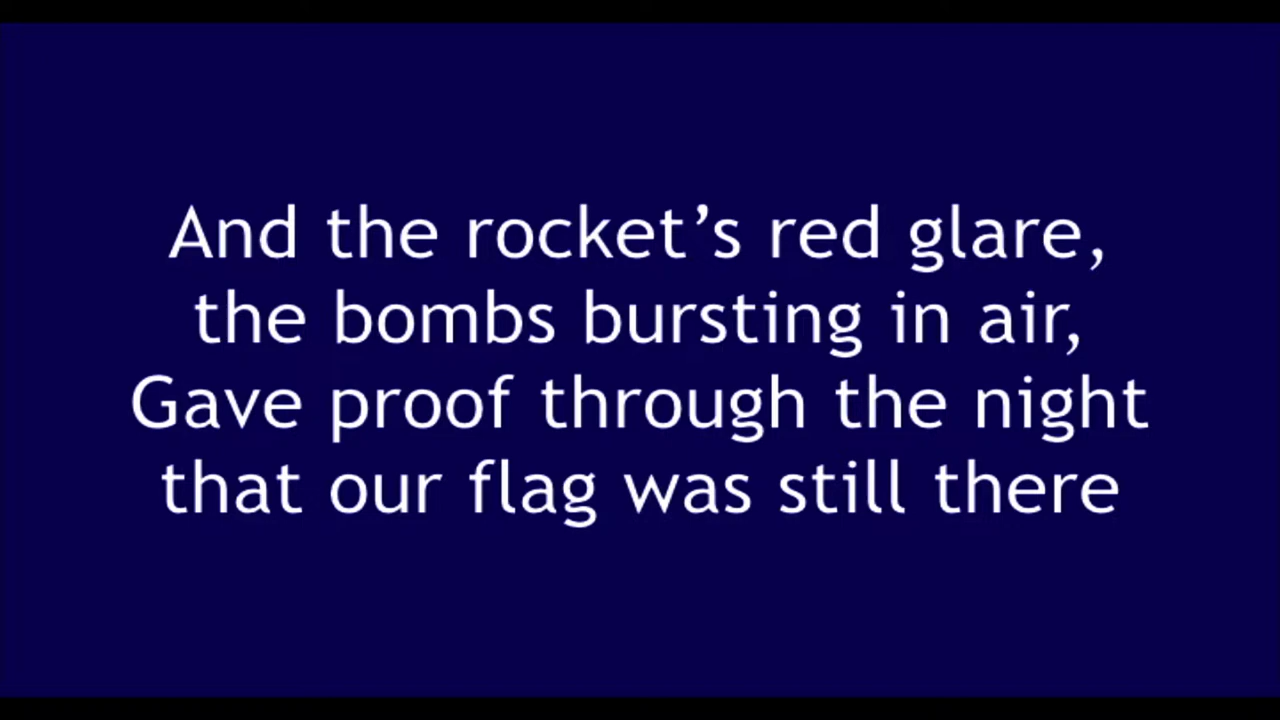 And the rocket’s red glare,
the bombs bursting in air,
Gave proof through the night
that our flag was still there